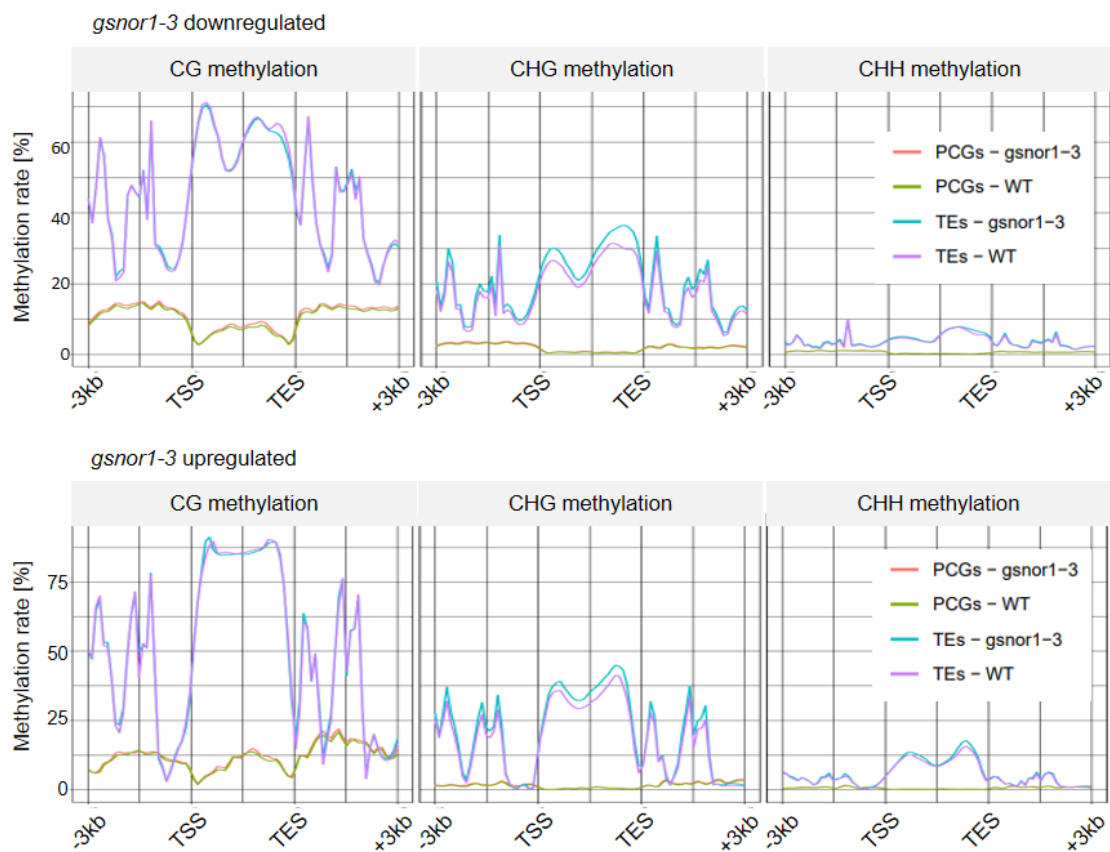 gsnor1-3 downregulated
CG methylation
CHG methylation
CHH methylation
Methylation rate [%]
60
40
20
0
PCGs – gsnor1–3
PCGs – WT
TEs – gsnor1–3
TEs – WT
-3kb
TSS
TES
+3kb
-3kb
TSS
TES
+3kb
-3kb
TSS
TES
+3kb
gsnor1-3 upregulated
CG methylation
CHG methylation
CHH methylation
Methylation rate [%]
75
50
25
0
PCGs – gsnor1–3
PCGs – WT
TEs – gsnor1–3
TEs – WT
-3kb
TSS
TES
+3kb
-3kb
TSS
TES
+3kb
-3kb
TSS
TES
+3kb